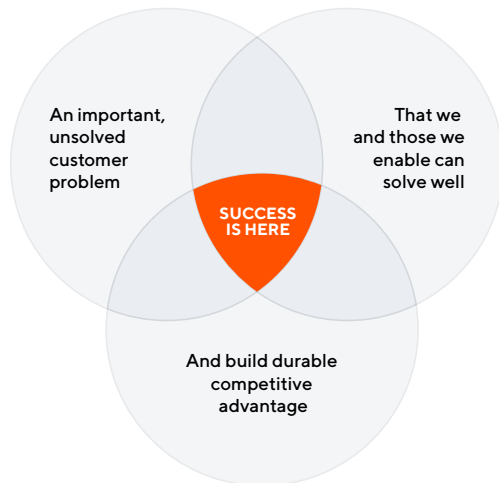 An important,
unsolved
customer
problem
That we
and those we
enable can
solve well
SUCCESS
IS HERE
And build durable
competitive
advantage